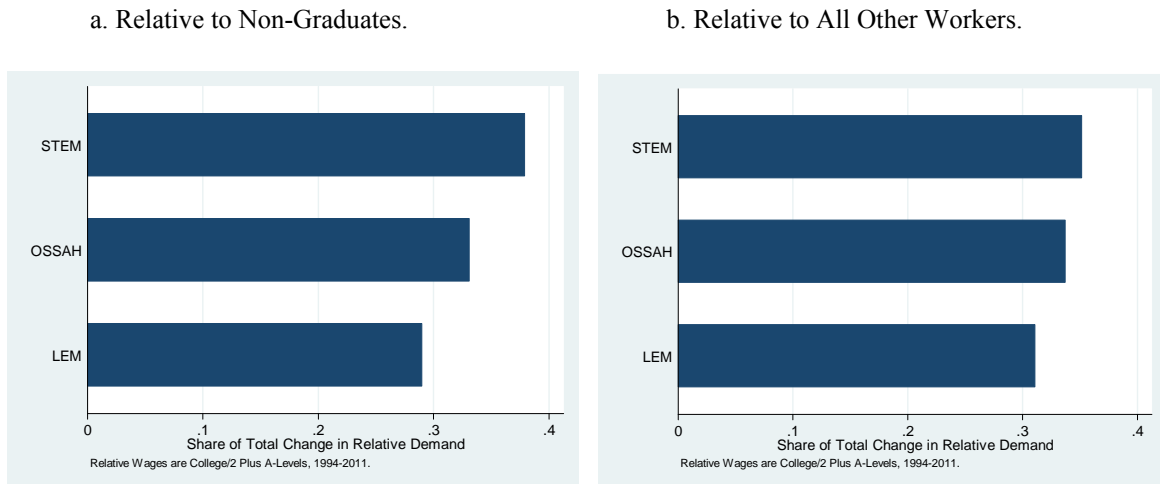 a. Relative to Non-Graduates.
STEM
OSSAH
LEM
0 .1 .2 .3 .4
Share of Total Change in Relative Demand
Relative Wages are College/2 Plus A-Levels, 1994-2011.
b. Relative to All Other Workers.
STEM
OSSAH
LEM
0 .1 .2 .3 .4
Share of Total Change in Relative Demand
Relative Wages are College/2 Plus A-Levels, 1994-2011.